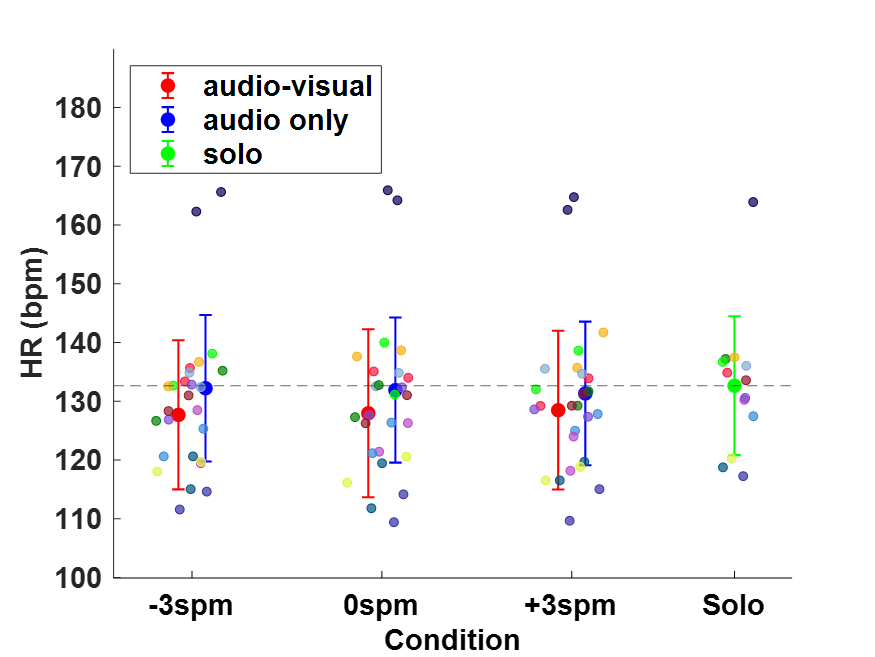 audio-visual
audio only
solo
180
170
160
150
140
130
120
110
100
HR (bpm)
-3spm
0spm
+3spm
Solo
Condition